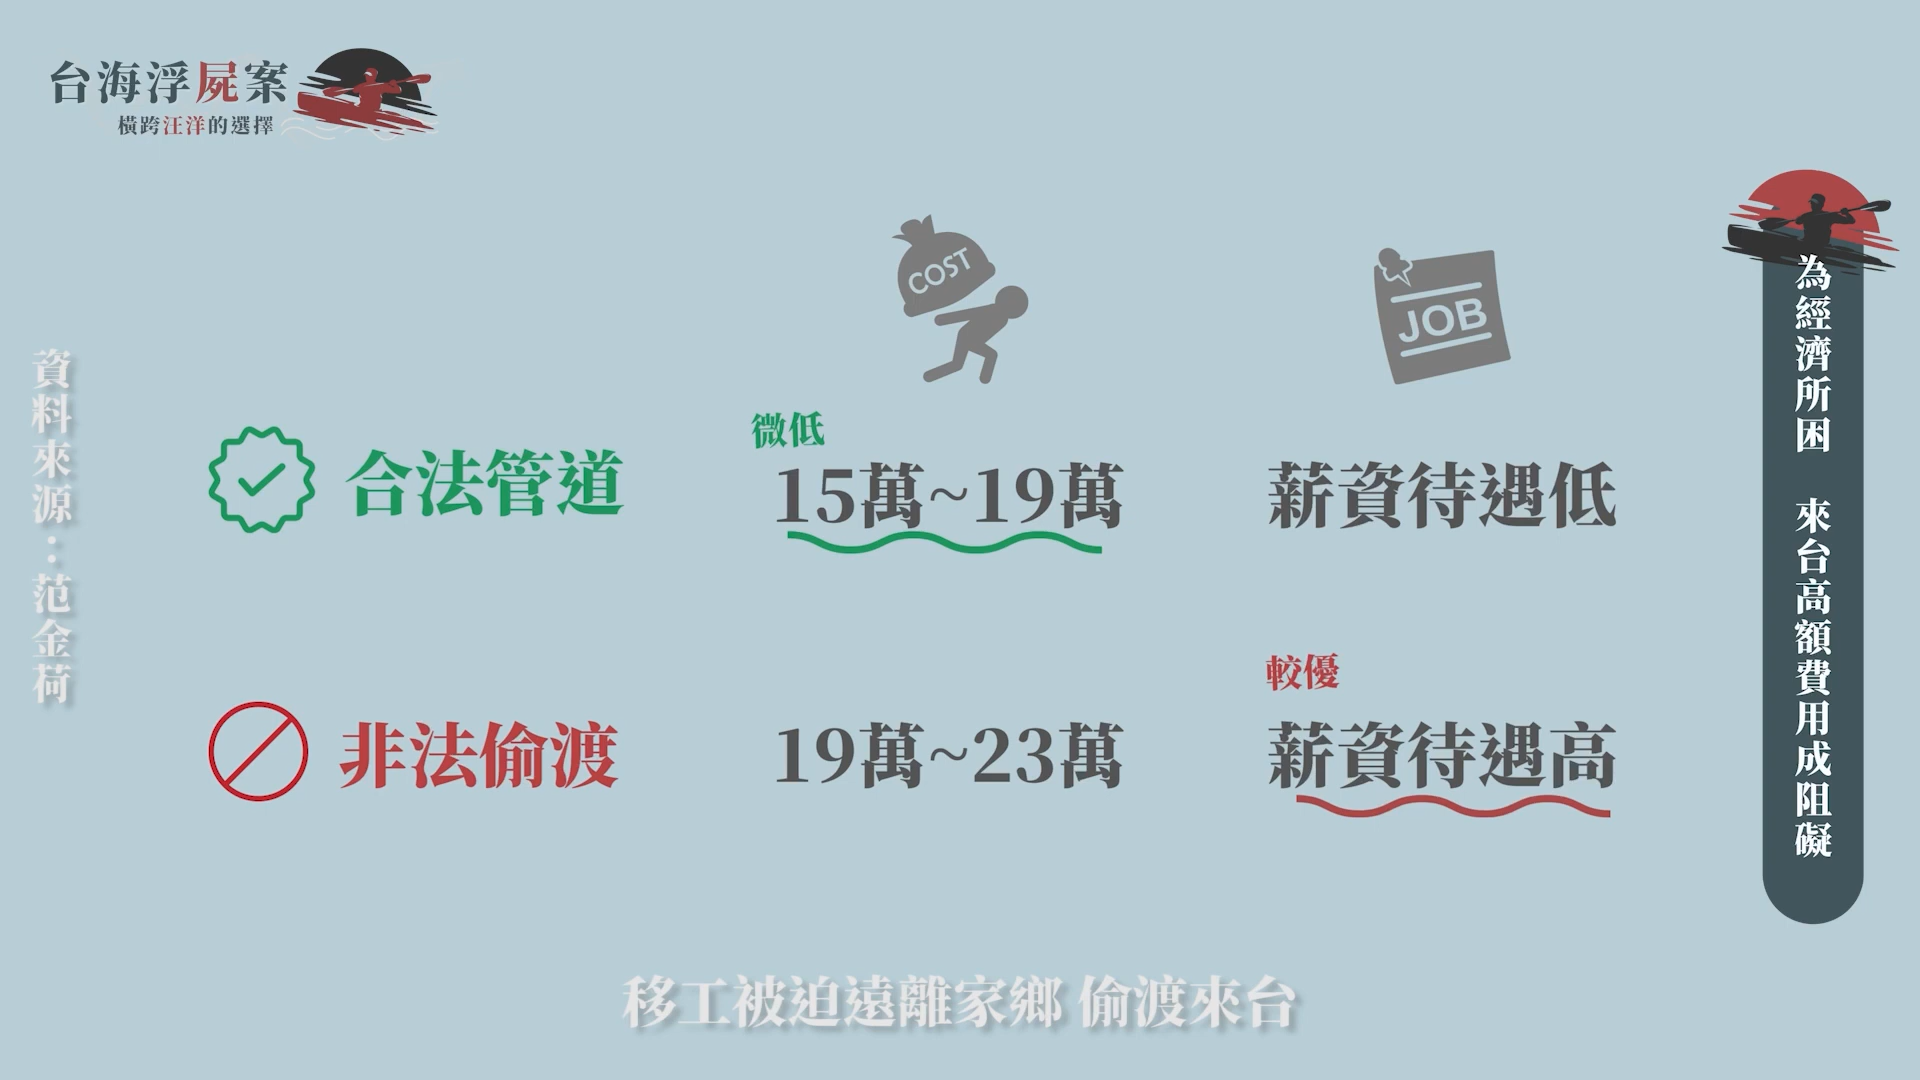 台海浮屍案
橫跨汪洋的選擇
COST
JOB
資料來源：范金荷
合法管道
微低
15萬~19萬
薪資待遇低
非法偷渡
19萬~23萬
較優
薪資待遇高
為經濟所困 來台高額費用成阻礙
移工被迫遠離家鄉 偷渡來台